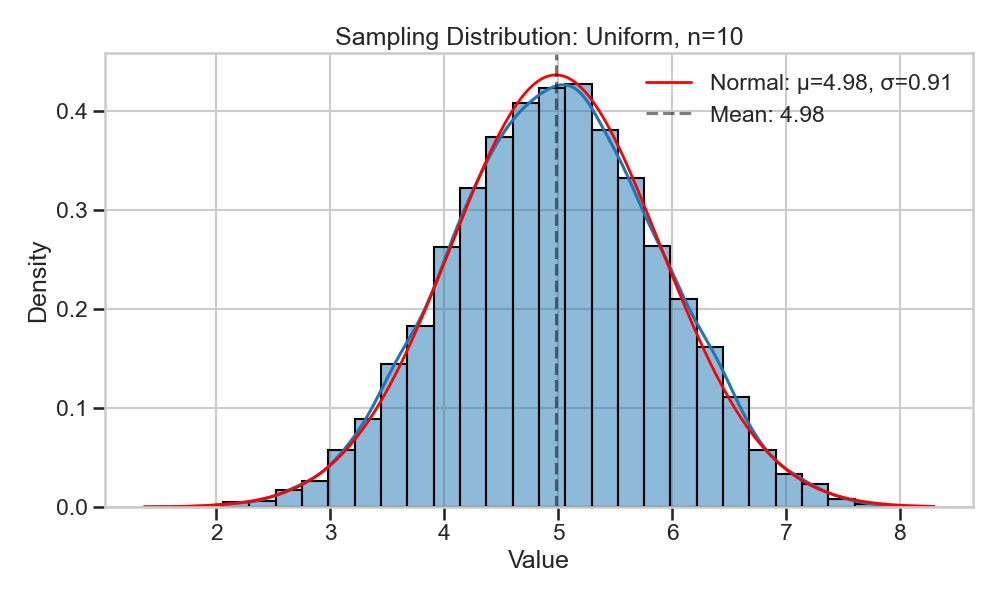 Sampling Distribution: Uniform, n=10
Normal: μ=4.98, σ=0.91
Mean: 4.98
Density
0.4
0.3
0.2
0.1
0.0
2 3 4 5 6 7 8
Value